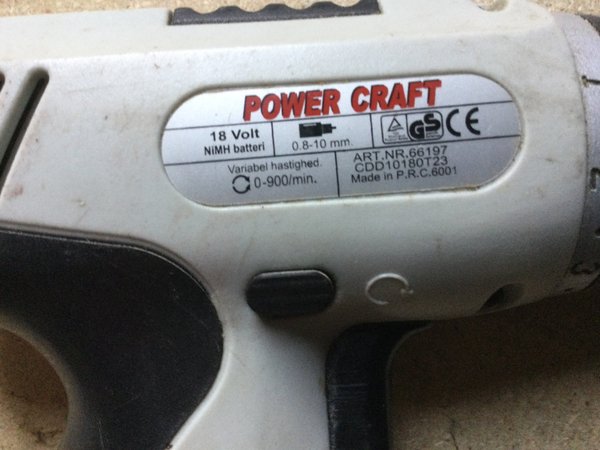 POWER CRAFT
18 Volt
NiMH batteri
0.8-10 mm.
GS CE
Variabel hastighed.
0-900/min.
ART.NR.66197
CDD10180T23
Made in P.R.C.6001